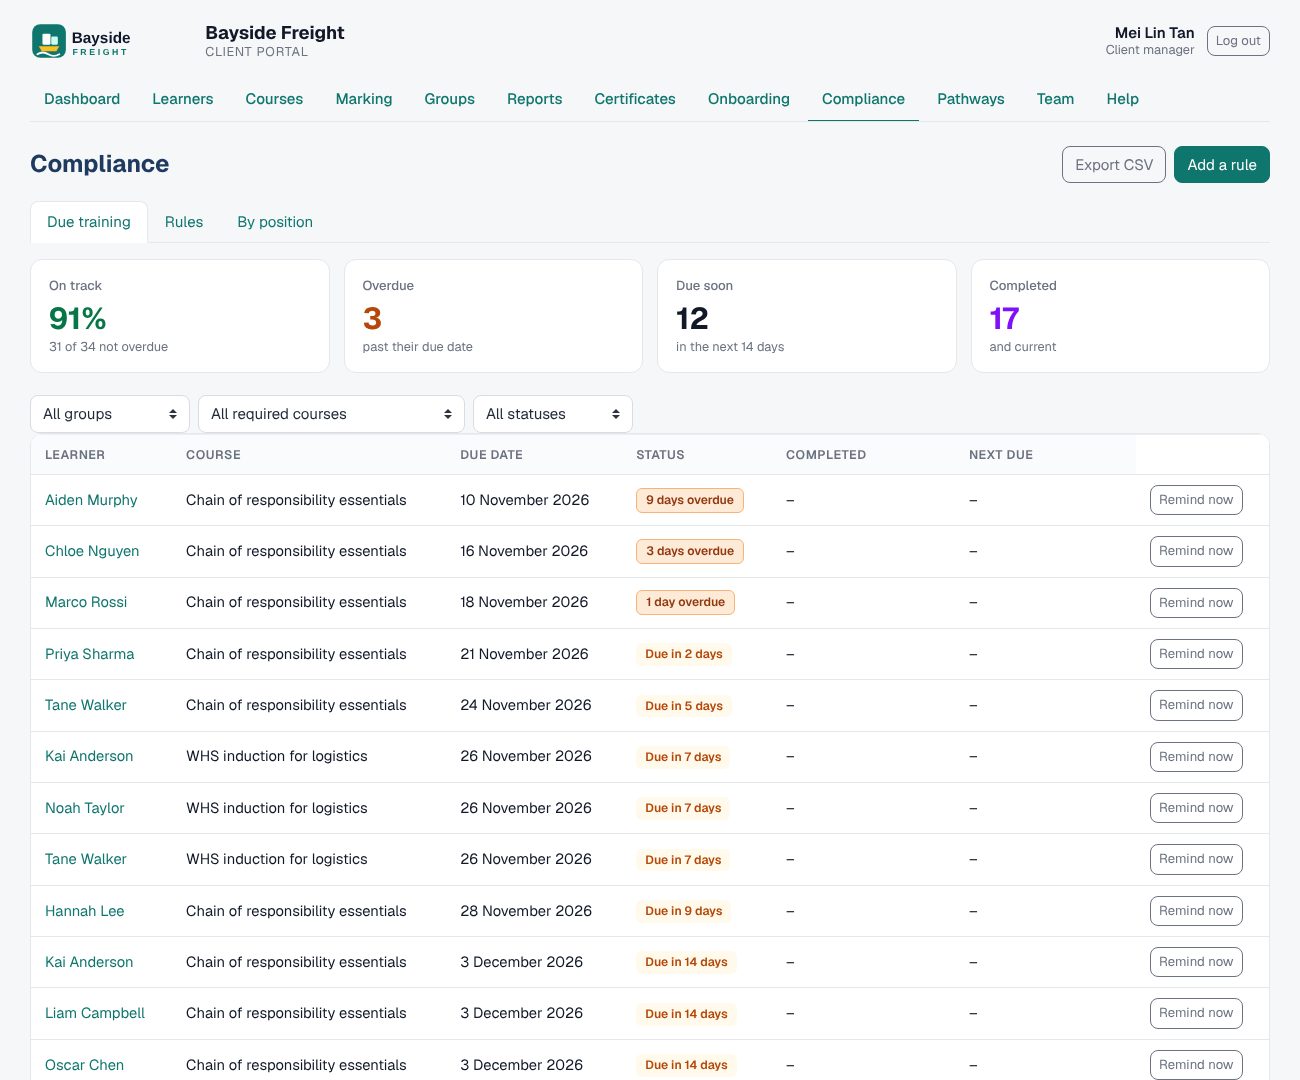 Bayside
FREIGHT
Bayside Freight
CLIENT PORTAL
Mei Lin Tan
Client manager
Log out
Dashboard Learners Courses Marking Groups Reports Certificates Onboarding Compliance Pathways Team Help
Compliance
Export CSV
Add a rule
Due training Rules By position
On track
91%
31 of 34 not overdue
Overdue
3
past their due date
Due soon
12
in the next 14 days
Completed
17
and current
All groups All required courses All statuses
LEARNER COURSE DUE DATE STATUS COMPLETED NEXT DUE
Aiden Murphy Chain of responsibility essentials 10 November 2026 9 days overdue – – Remind now
Chloe Nguyen Chain of responsibility essentials 16 November 2026 3 days overdue – – Remind now
Marco Rossi Chain of responsibility essentials 18 November 2026 1 day overdue – – Remind now
Priya Sharma Chain of responsibility essentials 21 November 2026 Due in 2 days – – Remind now
Tane Walker Chain of responsibility essentials 24 November 2026 Due in 5 days – – Remind now
Kai Anderson WHS induction for logistics 26 November 2026 Due in 7 days – – Remind now
Noah Taylor WHS induction for logistics 26 November 2026 Due in 7 days – – Remind now
Tane Walker WHS induction for logistics 26 November 2026 Due in 7 days – – Remind now
Hannah Lee Chain of responsibility essentials 28 November 2026 Due in 9 days – – Remind now
Kai Anderson Chain of responsibility essentials 3 December 2026 Due in 14 days – – Remind now
Liam Campbell Chain of responsibility essentials 3 December 2026 Due in 14 days – – Remind now
Oscar Chen Chain of responsibility essentials 3 December 2026 Due in 14 days – – Remind now